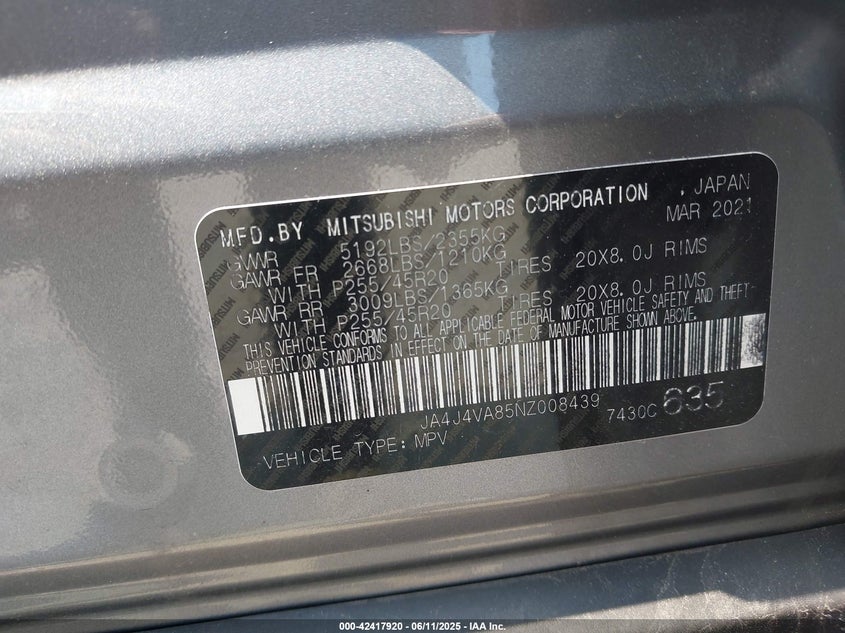 MFD.BY MITSUBISHI MOTORS CORPORATION , JAPAN
MAR 2021
GVWR 5192LBS/2355KG
GAWR FR 2668LBS/1210KG
WITH P255/45R20 TIRES 20X8.0J RIMS
GAWR RR 3009LBS/1365KG
WITH P255/45R20 TIRES 20X8.0J RIMS
THIS VEHICLE CONFORMS TO ALL APPLICABLE FEDERAL MOTOR VEHICLE SAFETY AND THEFT
PREVENTION STANDARDS IN EFFECT ON THE DATE OF MANUFACTURE SHOWN ABOVE.
JA4J4VA85NZ008439 7430C 635
VEHICLE TYPE: MPV
000-42417920 - 06/11/2025 - IAA Inc.